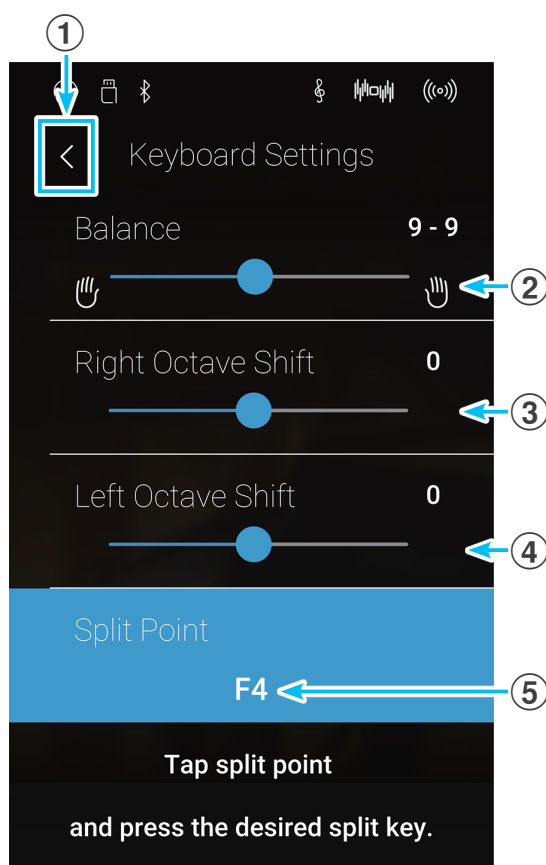 ①
Keyboard Settings
Balance 9 - 9
②
Right Octave Shift 0
③
Left Octave Shift 0
④
Split Point
F4 ⑤
Tap split point
and press the desired split key.